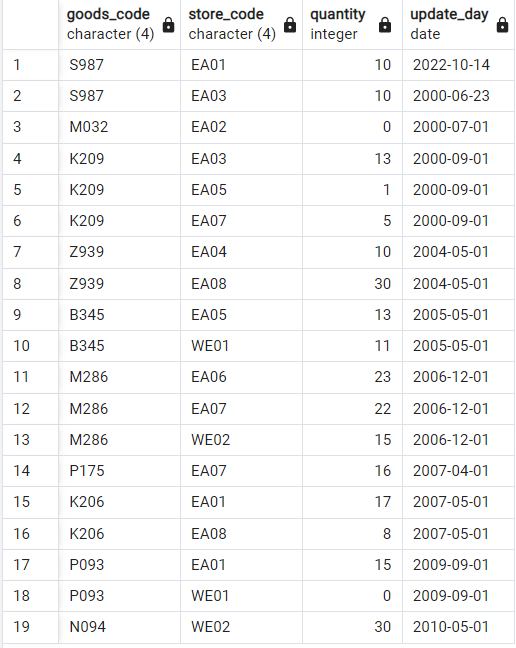 goods_code store_code quantity update_day
character (4) character (4) integer date
1 S987 EA01 10 2022-10-14
2 S987 EA03 10 2000-06-23
3 M032 EA02 0 2000-07-01
4 K209 EA03 13 2000-09-01
5 K209 EA05 1 2000-09-01
6 K209 EA07 5 2000-09-01
7 Z939 EA04 10 2004-05-01
8 Z939 EA08 30 2004-05-01
9 B345 EA05 13 2005-05-01
10 B345 WE01 11 2005-05-01
11 M286 EA06 23 2006-12-01
12 M286 EA07 22 2006-12-01
13 M286 WE02 15 2006-12-01
14 P175 EA07 16 2007-04-01
15 K206 EA01 17 2007-05-01
16 K206 EA08 8 2007-05-01
17 P093 EA01 15 2009-09-01
18 P093 WE01 0 2009-09-01
19 N094 WE02 30 2010-05-01